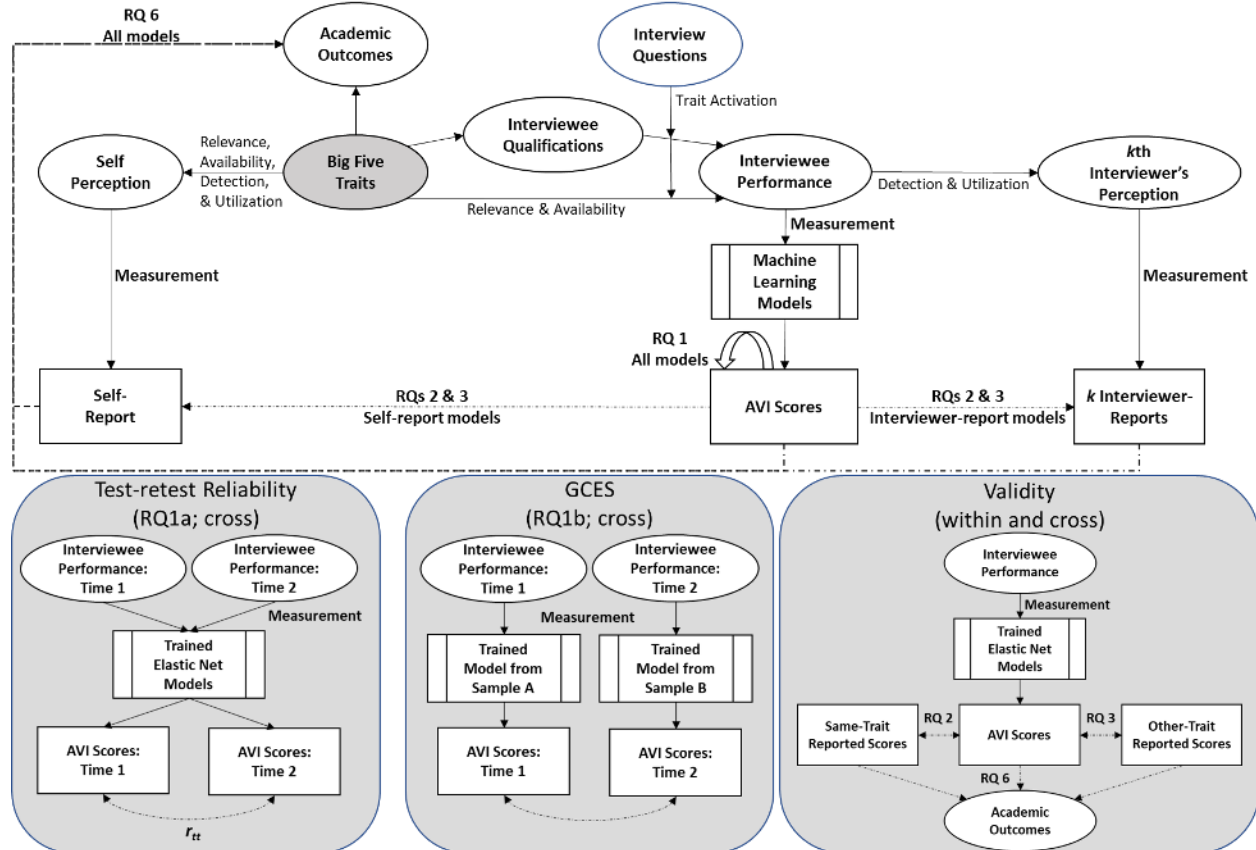 RQ 6
All models
Academic
Outcomes
Interview
Questions
Trait Activation
Self
Perception
Relevance,
Availability,
Detection,
& Utilization
Big Five
Traits
Interviewee
Qualifications
Relevance & Availability
Interviewee
Performance
Detection & Utilization
kth
Interviewer's
Perception
Measurement
Measurement
Measurement
Machine
Learning
Models
RQ 1
All models
Self-
Report
RQs 2 & 3
Self-report models
AVI Scores
RQs 2 & 3
Interviewer-report models
k Interviewer-
Reports
Test-retest Reliability
(RQ1a; cross)
Interviewee
Performance:
Time 1
Interviewee
Performance:
Time 2
Measurement
Trained
Elastic Net
Models
AVI Scores:
Time 1
AVI Scores:
Time 2
rtt
GCES
(RQ1b; cross)
Interviewee
Performance:
Time 1
Interviewee
Performance:
Time 2
Measurement
Trained
Model from
Sample A
Trained
Model from
Sample B
AVI Scores:
Time 1
AVI Scores:
Time 2
Validity
(within and cross)
Interviewee
Performance
Measurement
Trained
Elastic Net
Models
Same-Trait
Reported Scores
RQ 2
AVI Scores
RQ 3
Other-Trait
Reported Scores
RQ 6
Academic
Outcomes